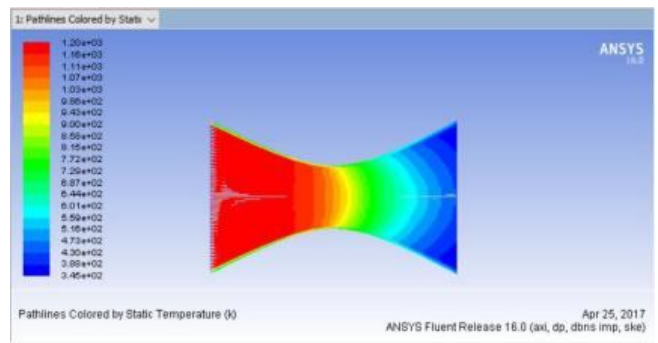 1: Pathlines Colored by Static
ANSYS
16.0
1.20e+03
1.16e+03
1.11e+03
1.07e+03
1.03e+03
9.86e+02
9.43e+02
9.00e+02
8.58e+02
8.15e+02
7.72e+02
7.29e+02
6.87e+02
6.44e+02
6.01e+02
5.59e+02
5.16e+02
4.73e+02
4.30e+02
3.88e+02
3.45e+02
Pathlines Colored by Static Temperature (k)
Apr 25, 2017
ANSYS Fluent Release 16.0 (axi, dp, dbns imp, ske)